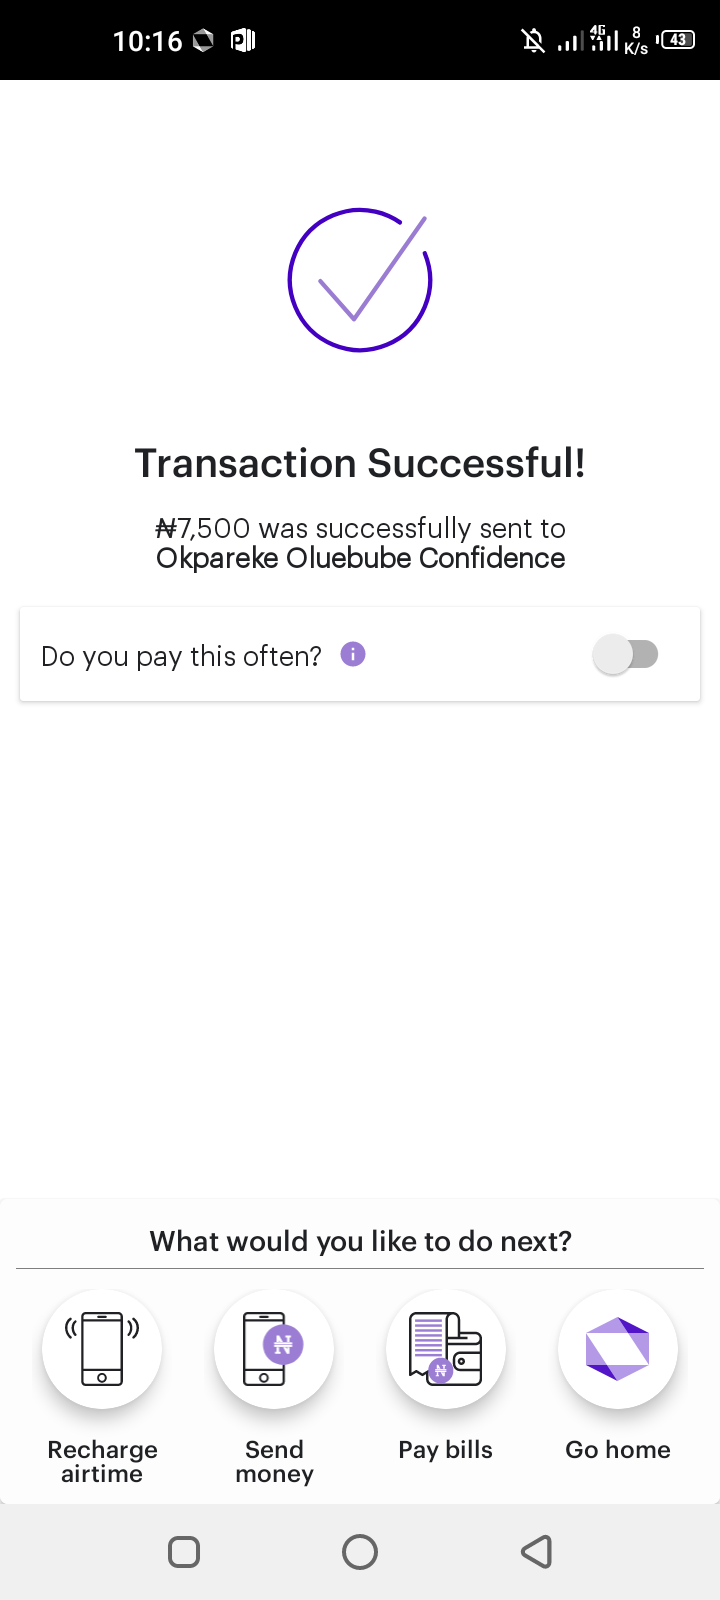 10:16
4G
8
K/s
43
Transaction Successful!
₦7,500 was successfully sent to
Okpareke Oluebube Confidence
Do you pay this often?
What would you like to do next?
Recharge
airtime
Send
money
Pay bills
Go home